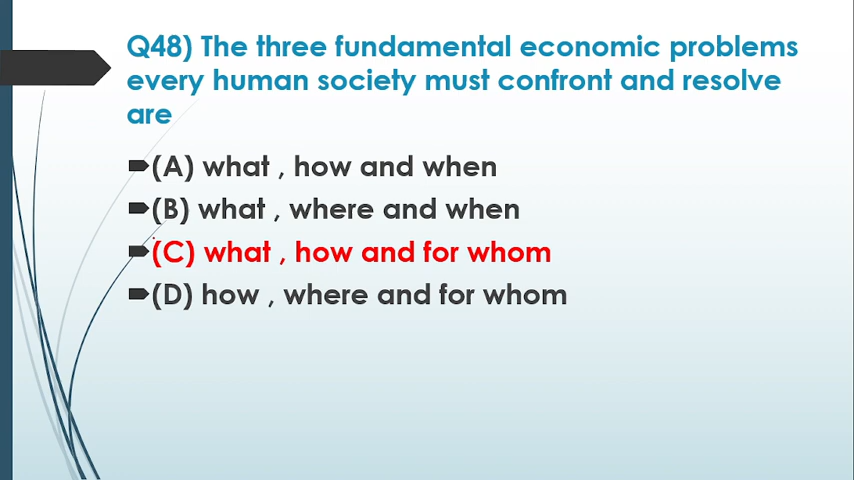 Q48) The three fundamental economic problems
every human society must confront and resolve
are
(A) what , how and when
(B) what , where and when
(C) what , how and for whom
(D) how , where and for whom